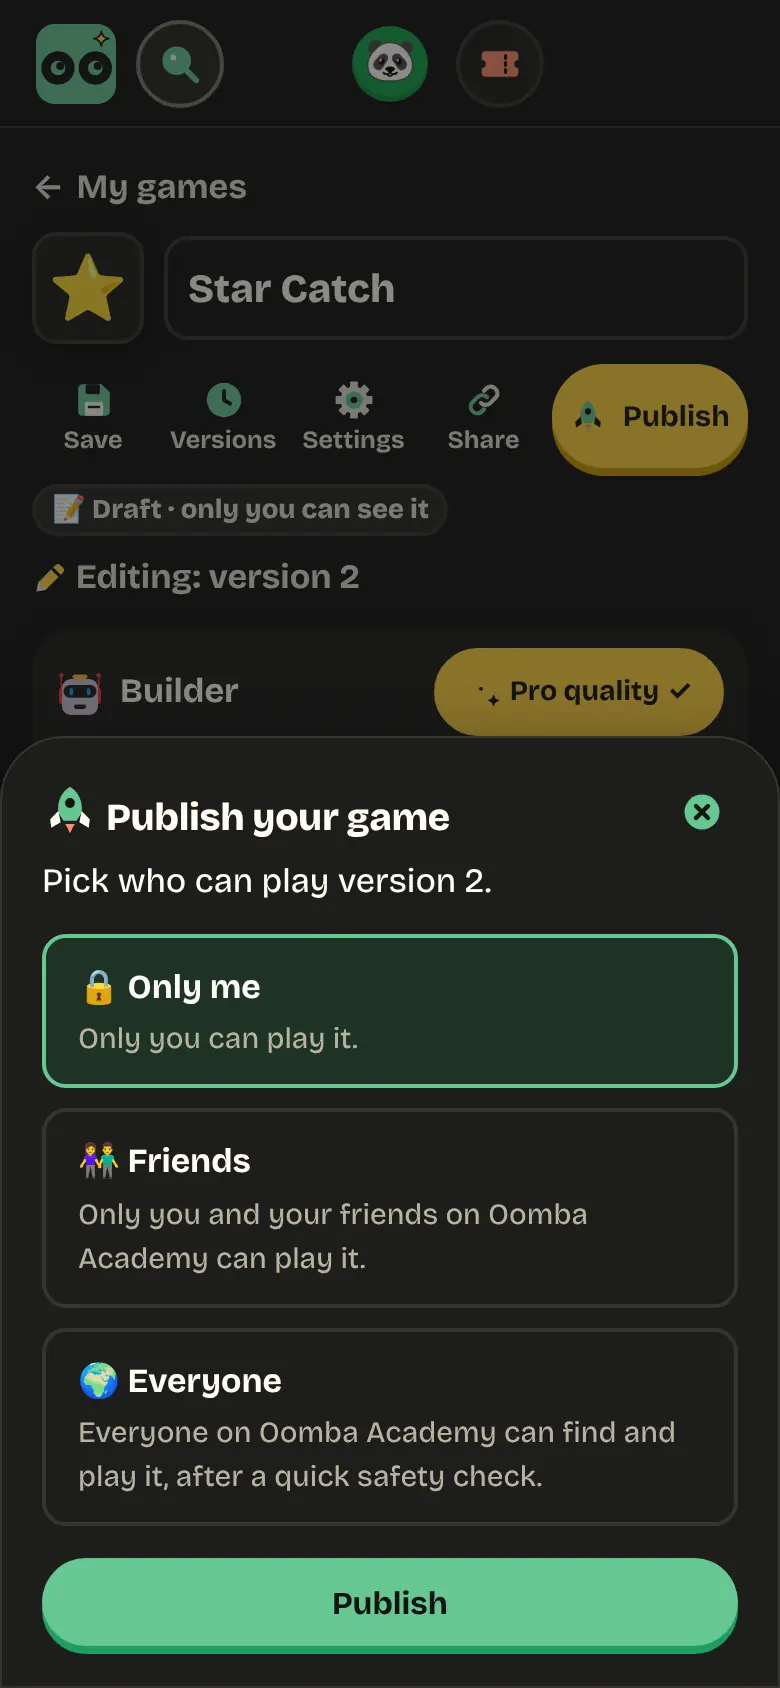 My games
Star Catch
Save
Versions
Settings
Share
Publish
Draft · only you can see it
Editing: version 2
Builder
Pro quality
Publish your game
Pick who can play version 2.
Only me
Only you can play it.
Friends
Only you and your friends on Oomba
Academy can play it.
Everyone
Everyone on Oomba Academy can find and
play it, after a quick safety check.
Publish